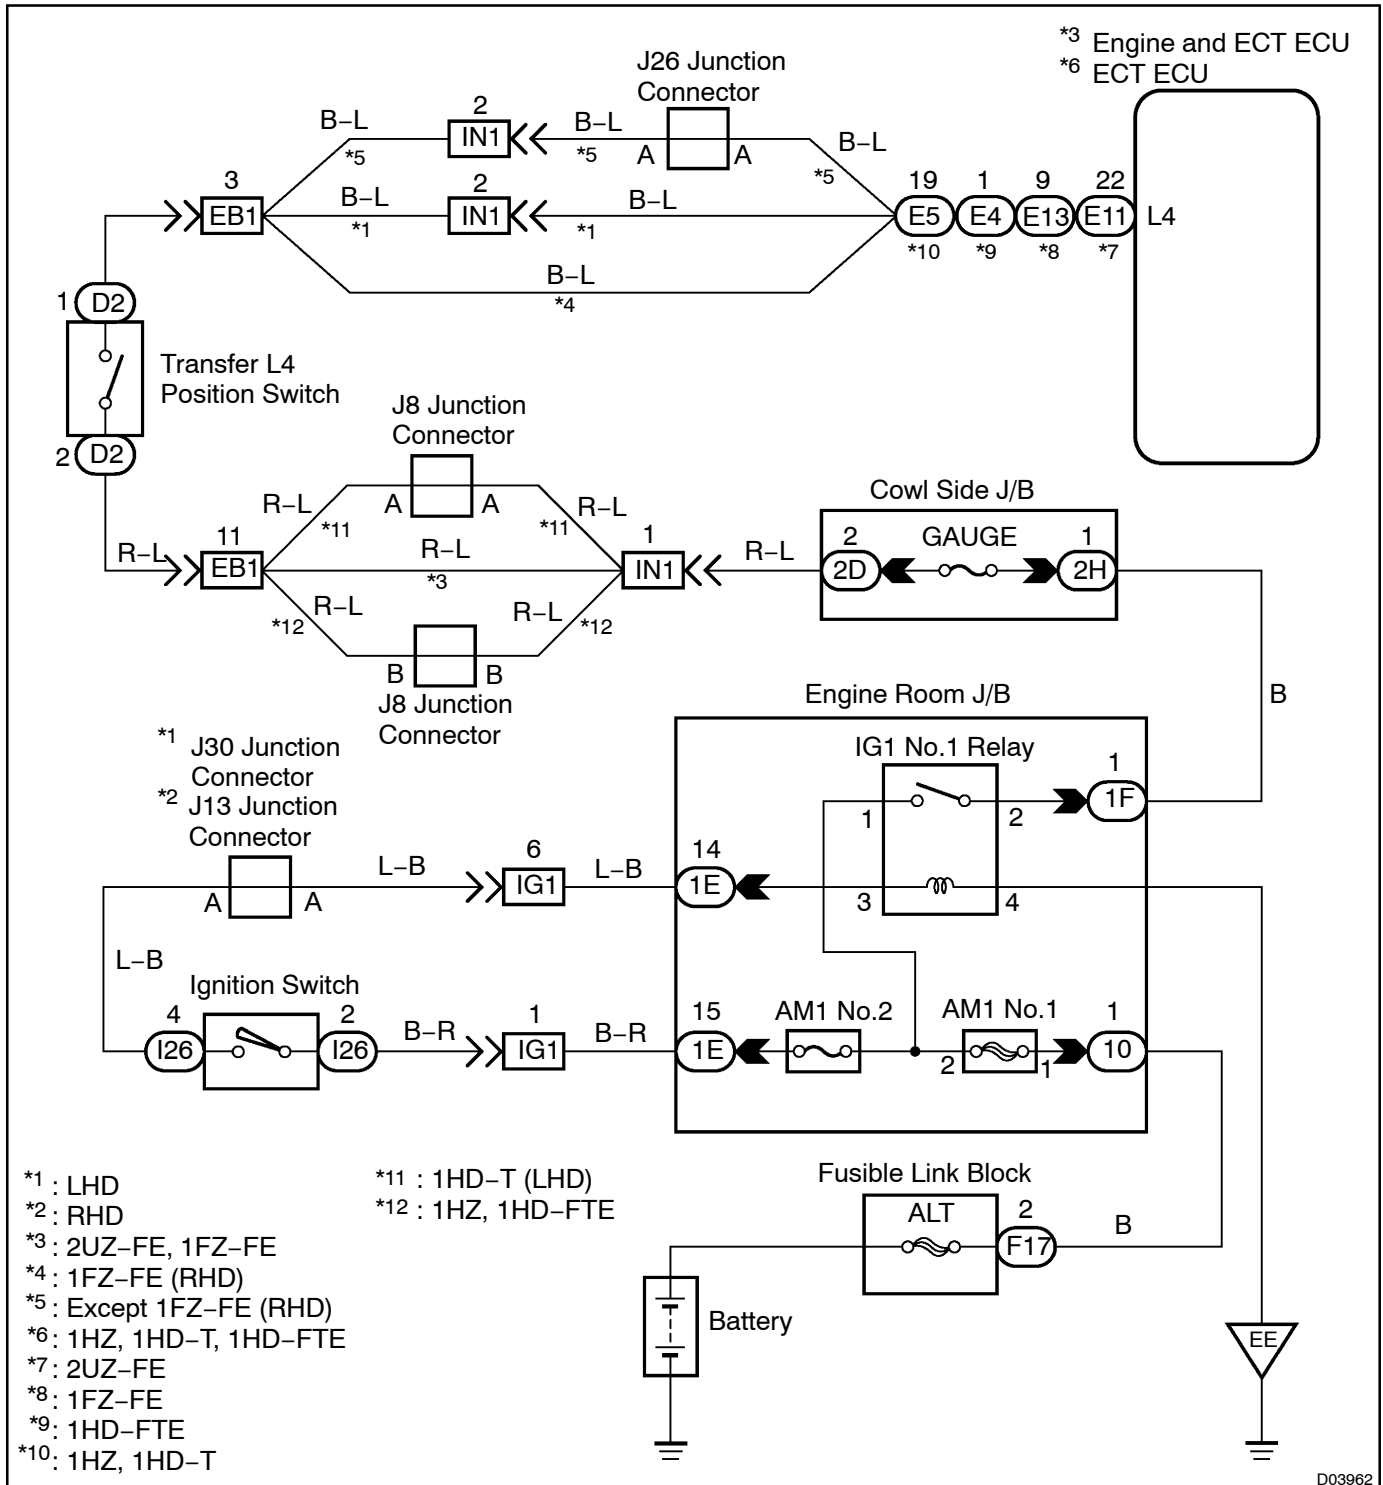 *3 Engine and ECT ECU
*6 ECT ECU
J26 Junction
Connector
2
B–L
IN1
B–L
A
A
B–L
*5
*5
*5
3
EB1
B–L
*1
2
IN1
B–L
*1
19
1
9
22
E5
E4
E13
E11
L4
*10
*9
*8
*7
B–L
*4
1
D2
Transfer L4
Position Switch
2
D2
J8 Junction
Connector
R–L
A
A
R–L
*11
*11
R–L
11
EB1
R–L
*3
1
IN1
R–L
Cowl Side J/B
2
GAUGE
1
2D
2H
R–L
*12
R–L
*12
B
B
J8 Junction
Connector
B
Engine Room J/B
*1 J30 Junction
Connector
*2 J13 Junction
Connector
IG1 No.1 Relay
1
1
2
1F
A
A
L–B
6
IG1
L–B
14
1E
3
4
L–B
Ignition Switch
4
2
I26
I26
B–R
1
IG1
B–R
15
1E
AM1 No.2
AM1 No.1
2
1
1
10
*1 : LHD
*2 : RHD
*3 : 2UZ–FE, 1FZ–FE
*4 : 1FZ–FE (RHD)
*5 : Except 1FZ–FE (RHD)
*6 : 1HZ, 1HD–T, 1HD–FTE
*7 : 2UZ–FE
*8 : 1FZ–FE
*9 : 1HD–FTE
*10 : 1HZ, 1HD–T
*11 : 1HD–T (LHD)
*12 : 1HZ, 1HD–FTE
Fusible Link Block
ALT
2
F17
B
Battery
EE
D03962